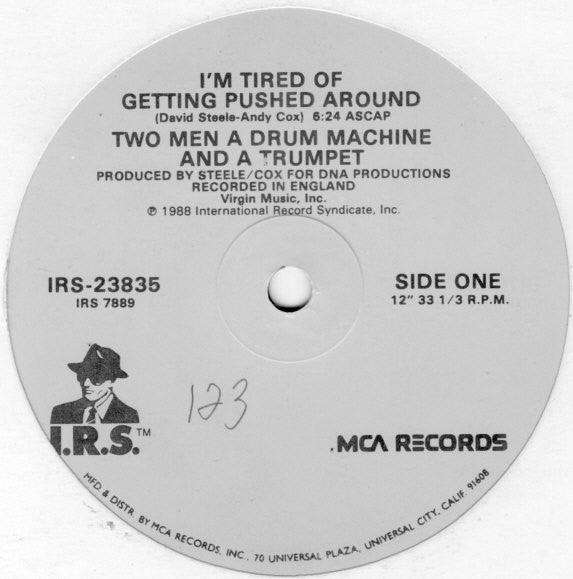 I'M TIRED OF
GETTING PUSHED AROUND
(David Steele-Andy Cox) 6:24 ASCAP
TWO MEN A DRUM MACHINE
AND A TRUMPET
PRODUCED BY STEELE/COX FOR DNA PRODUCTIONS
RECORDED IN ENGLAND
Virgin Music, Inc.
℗ 1988 International Record Syndicate, Inc.
IRS-23835
IRS 7889
SIDE ONE
12" 33 1/3 R.P.M.
123
I.R.S.™
MCA RECORDS
MFD. & DISTR. BY MCA RECORDS, INC., 70 UNIVERSAL PLAZA, UNIVERSAL CITY, CALIF. 91608